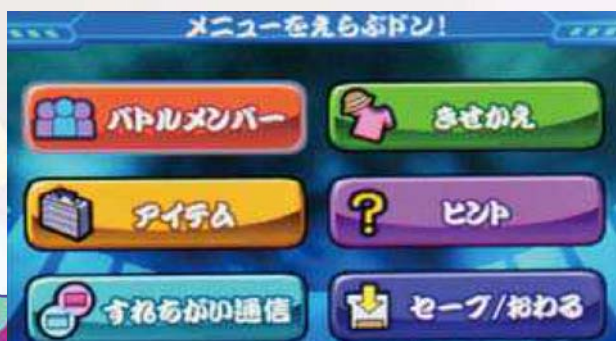 メニューをえらぶドン!
バトルメンバー
きせかえ
アイテム
ヒント
すれちがい通信
セーブ/おわる